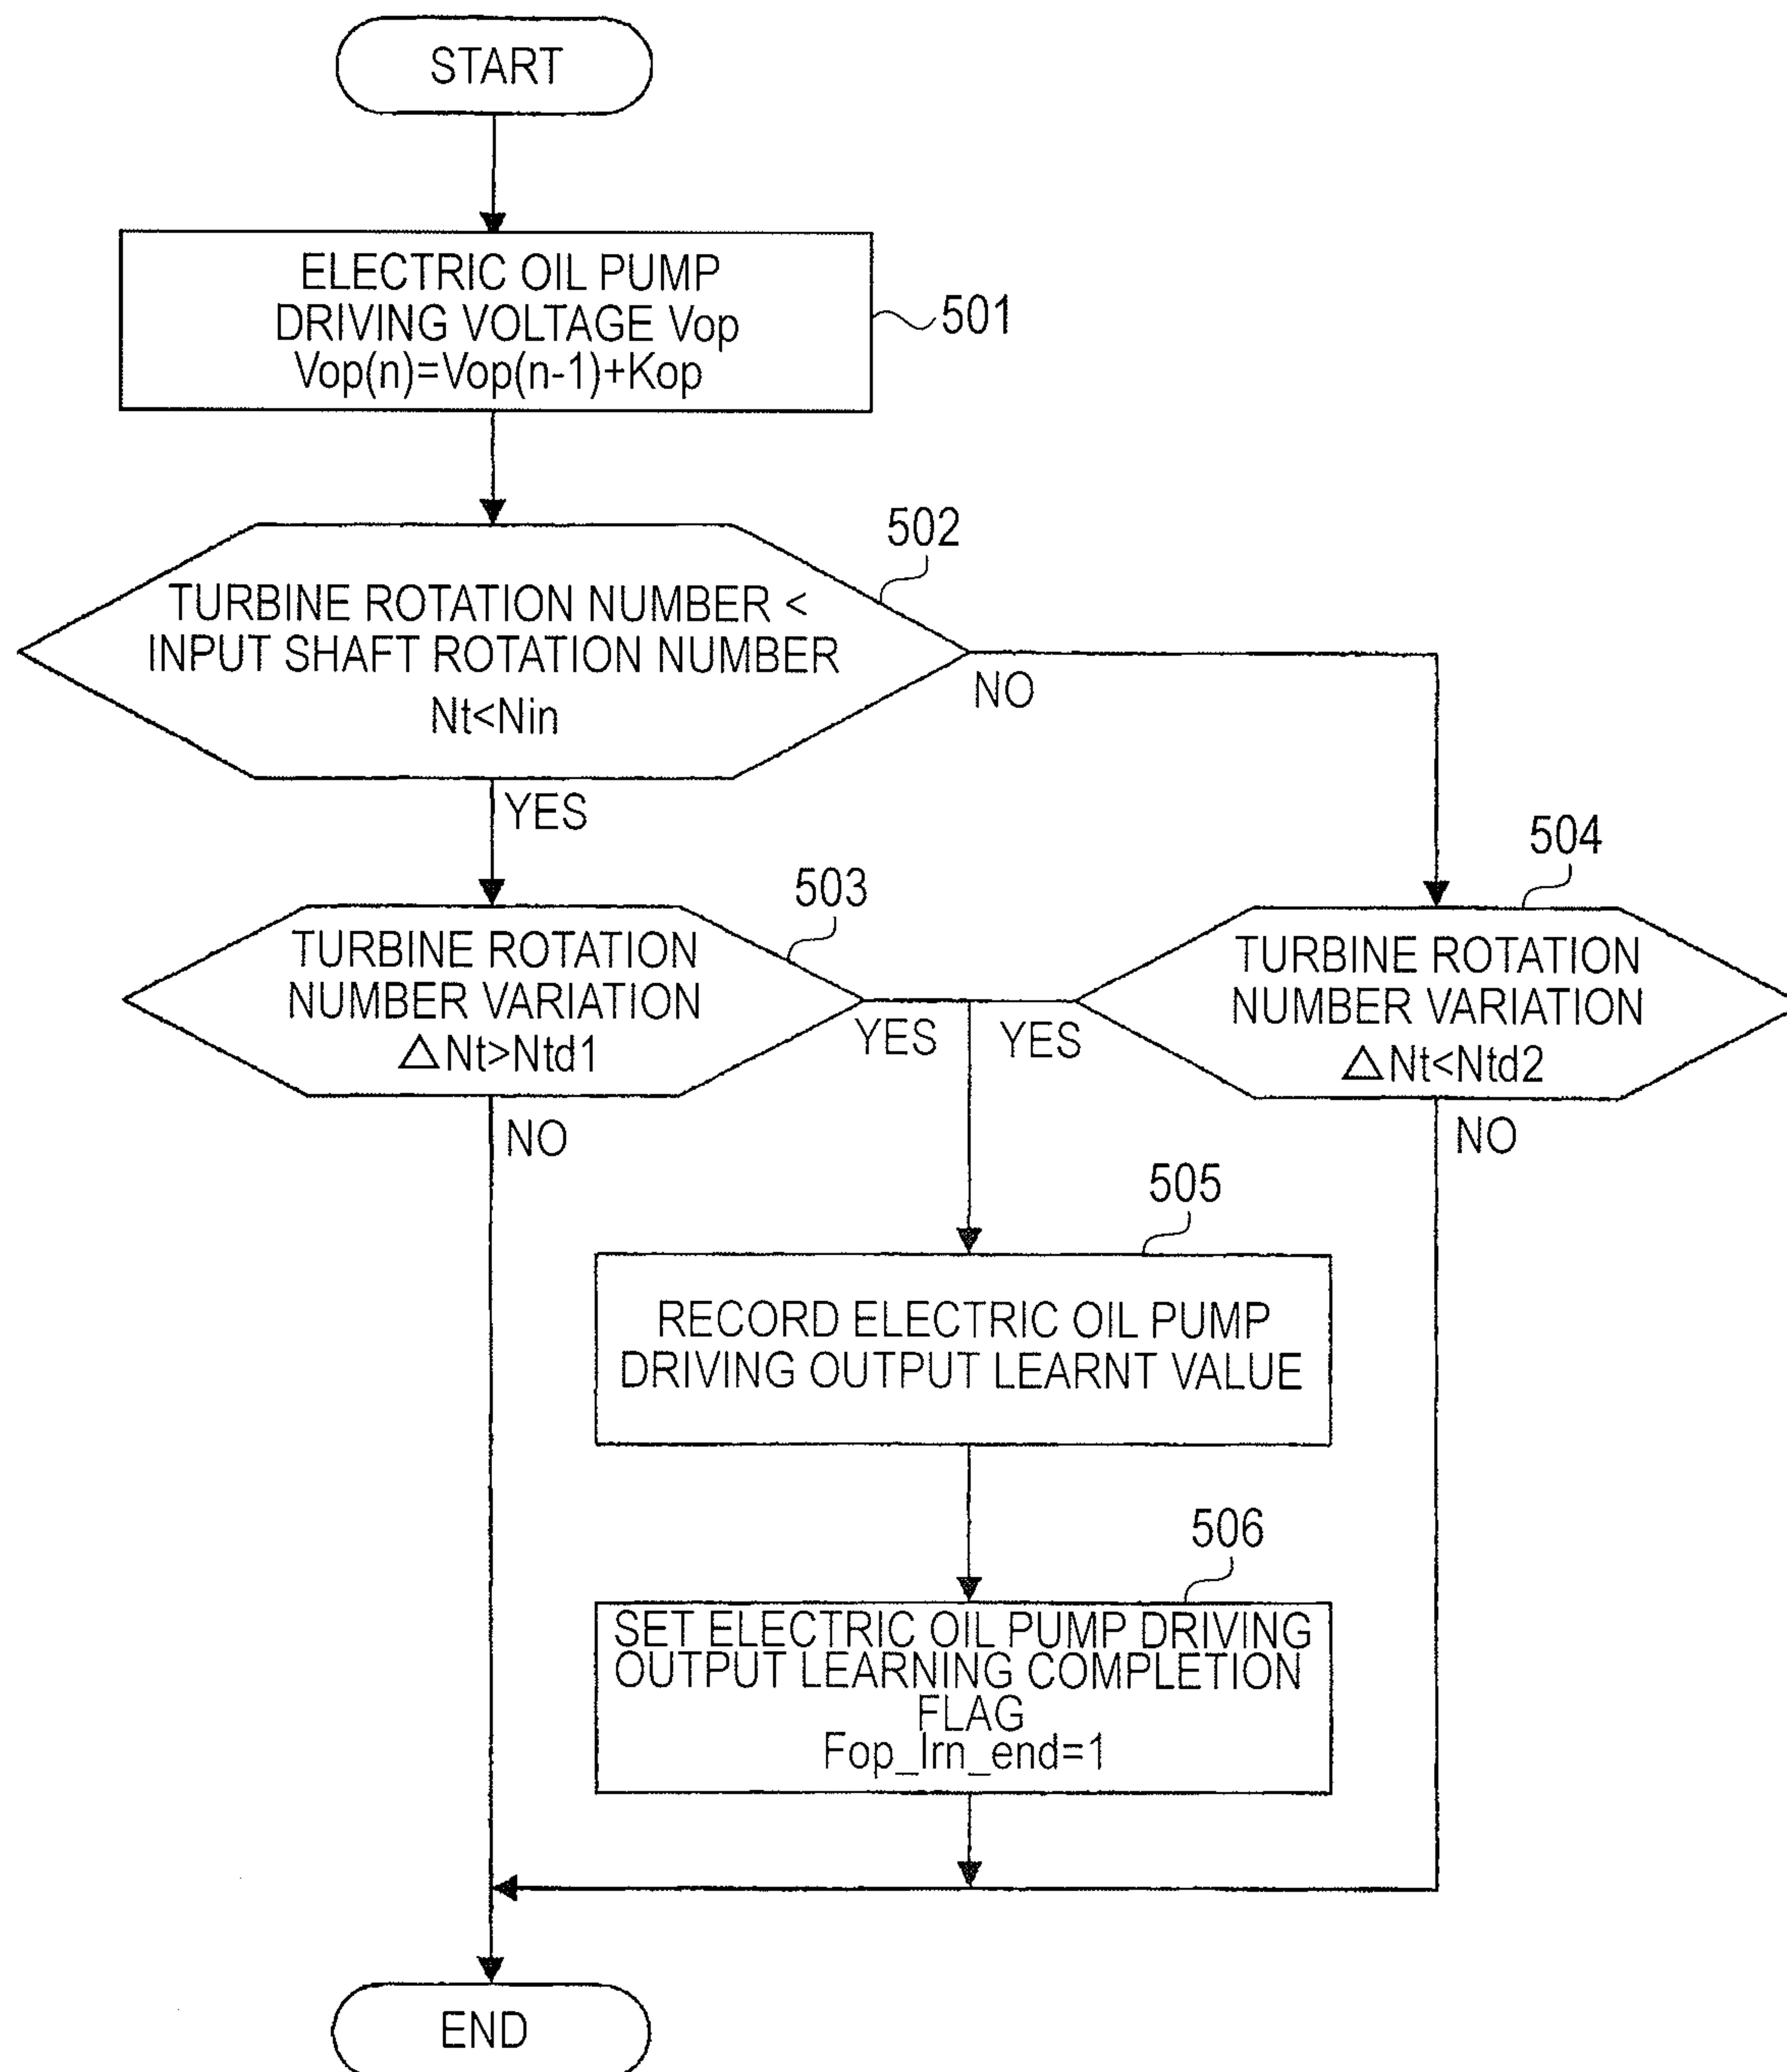 START
ELECTRIC OIL PUMP
DRIVING VOLTAGE Vop
Vop(n)=Vop(n-1)+Kop
501
502
TURBINE ROTATION NUMBER <
INPUT SHAFT ROTATION NUMBER
Nt<Nin
NO
YES
503
504
TURBINE ROTATION
NUMBER VARIATION
△Nt>Ntd1
YES
YES
TURBINE ROTATION
NUMBER VARIATION
△Nt<Ntd2
NO
NO
505
RECORD ELECTRIC OIL PUMP
DRIVING OUTPUT LEARNT VALUE
506
SET ELECTRIC OIL PUMP DRIVING
OUTPUT LEARNING COMPLETION
FLAG
Fop_lrn_end=1
END